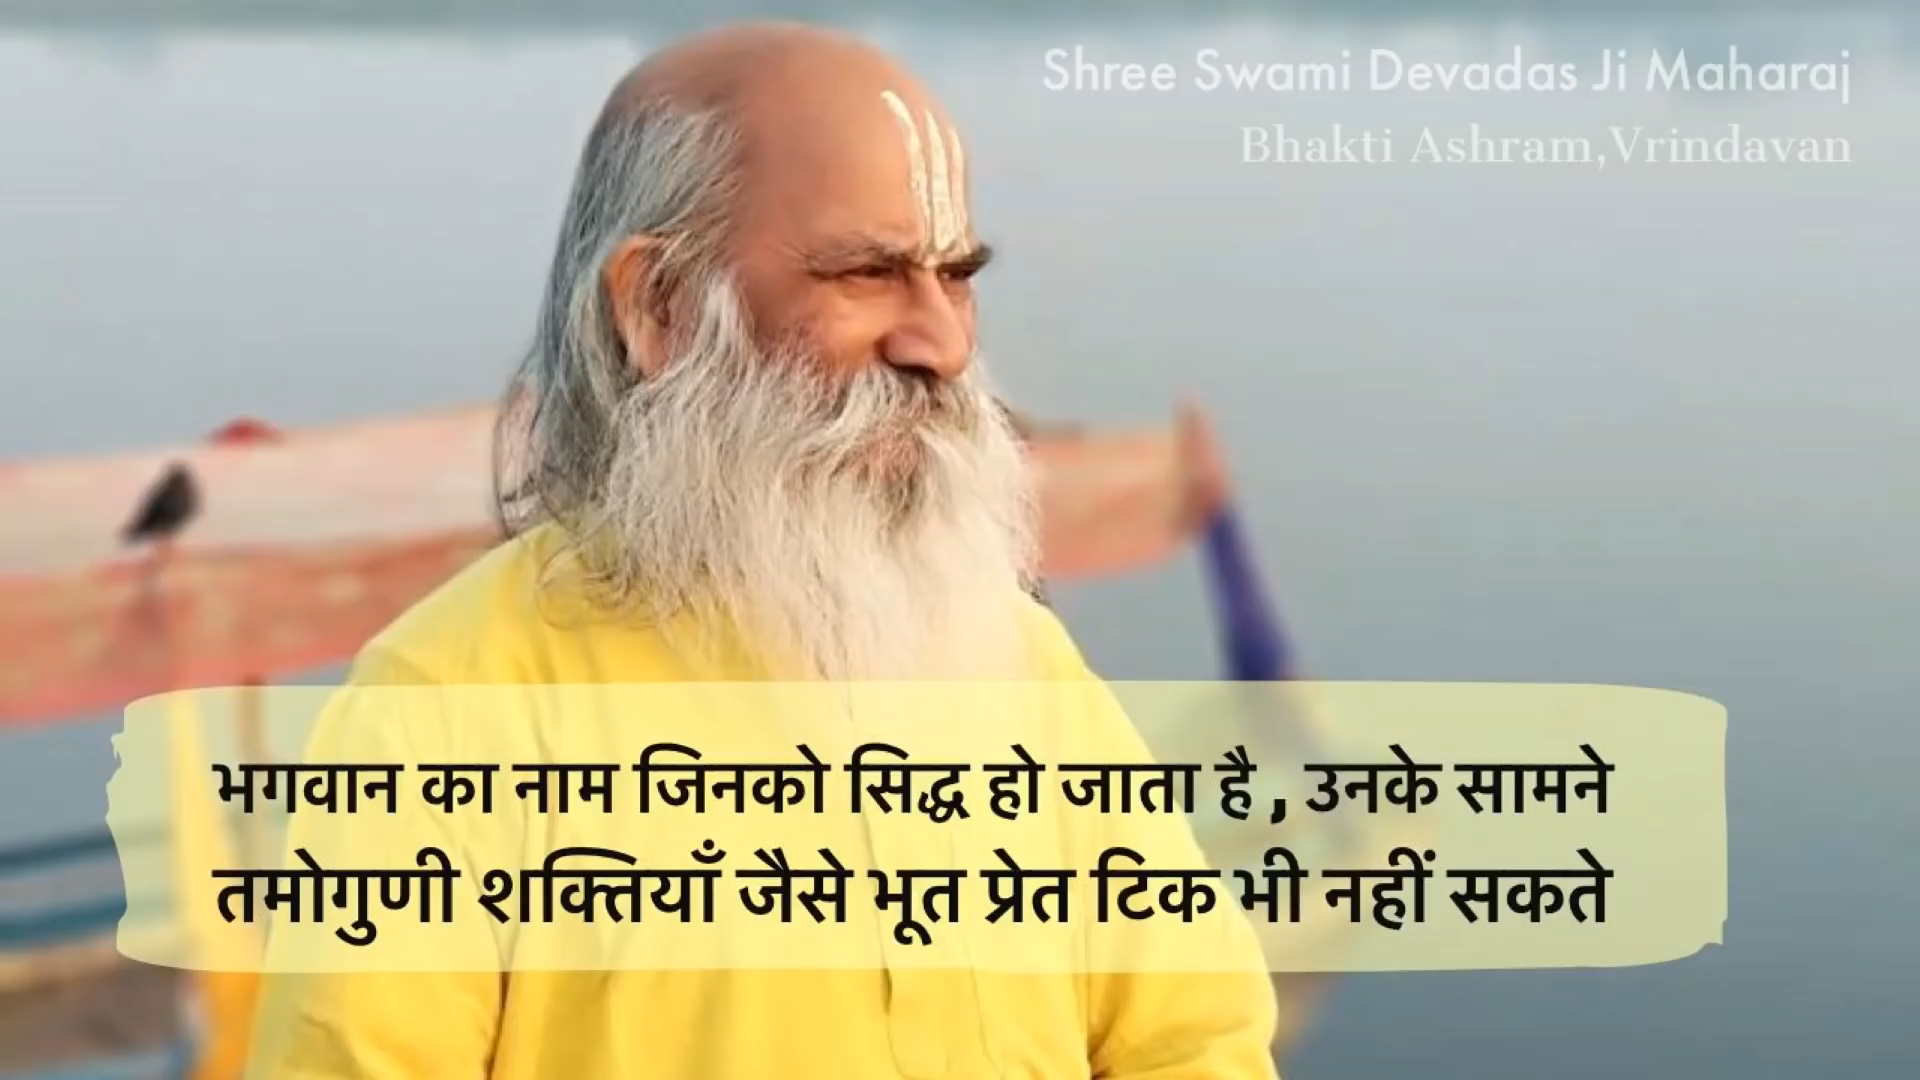 Shree Swami Devadas Ji Maharaj
Bhakti Ashram,Vrindavan
भगवान का नाम जिनको सिद्ध हो जाता है , उनके सामने
तमोगुणी शक्तियाँ जैसे भूत प्रेत टिक भी नहीं सकते